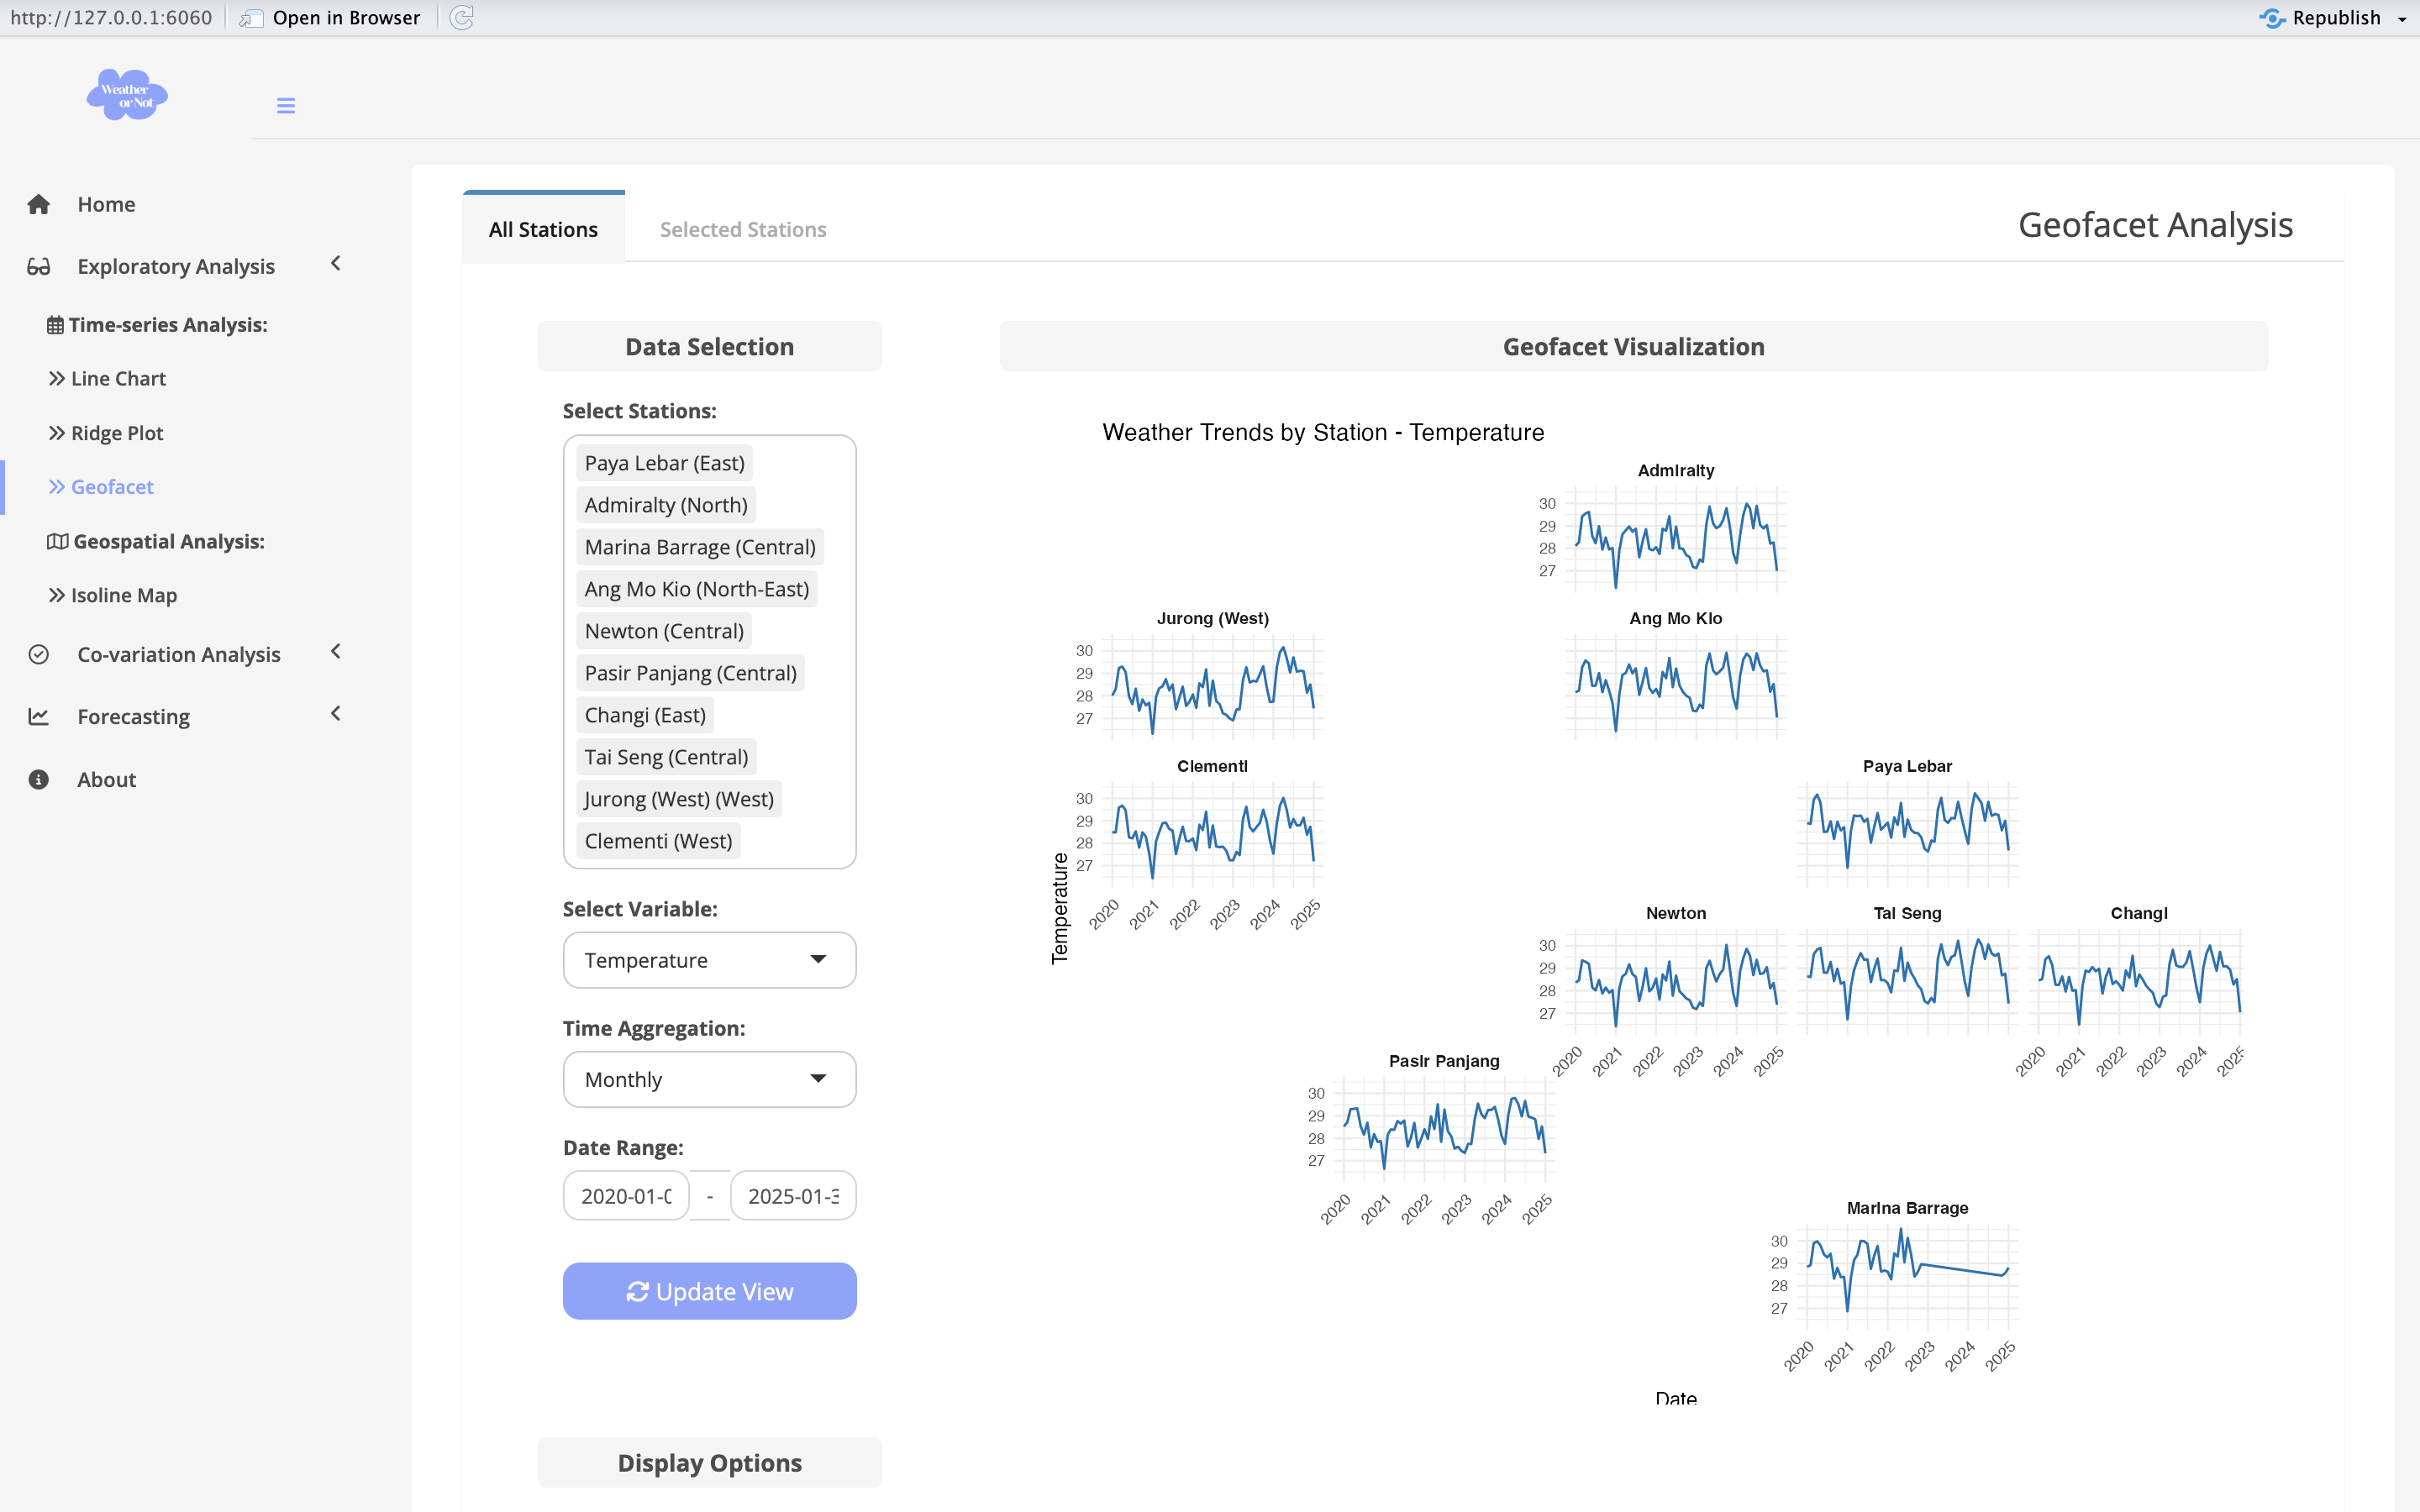 http://127.0.0.1:6060 Open in Browser Republish
Weather
or Not
Home
Exploratory Analysis
Time-series Analysis:
Line Chart
Ridge Plot
Geofacet
Geospatial Analysis:
Isoline Map
Co-variation Analysis
Forecasting
About
All Stations
Selected Stations
Geofacet Analysis
Data Selection
Select Stations:
Paya Lebar (East)
Admiralty (North)
Marina Barrage (Central)
Ang Mo Kio (North-East)
Newton (Central)
Pasir Panjang (Central)
Changi (East)
Tai Seng (Central)
Jurong (West) (West)
Clementi (West)
Select Variable:
Temperature
Time Aggregation:
Monthly
Date Range:
2020-01-0 - 2025-01-3
Update View
Display Options
Geofacet Visualization
Weather Trends by Station - Temperature
Admiralty
30
29
28
27
Jurong (West)
30
29
28
27
Ang Mo Kio
Clementi
30
29
28
27
2020 2021 2022 2023 2024 2025
Paya Lebar
Temperature
Newton
30
29
28
27
2020 2021 2022 2023 2024 2025
Tai Seng
Changi
2020 2021 2022 2023 2024 2025
Pasir Panjang
30
29
28
27
2020 2021 2022 2023 2024 2025
Marina Barrage
30
29
28
27
2020 2021 2022 2023 2024 2025
Date